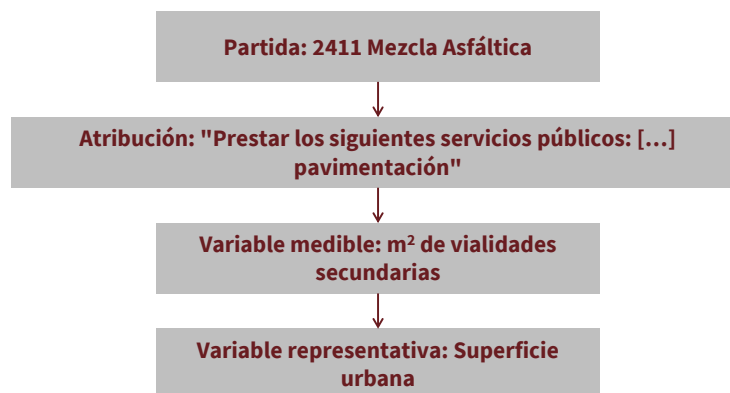 Partida: 2411 Mezcla Asfáltica
Atribución: "Prestar los siguientes servicios públicos: [...]
pavimentación"
Variable medible: m² de vialidades
secundarias
Variable representativa: Superficie
urbana